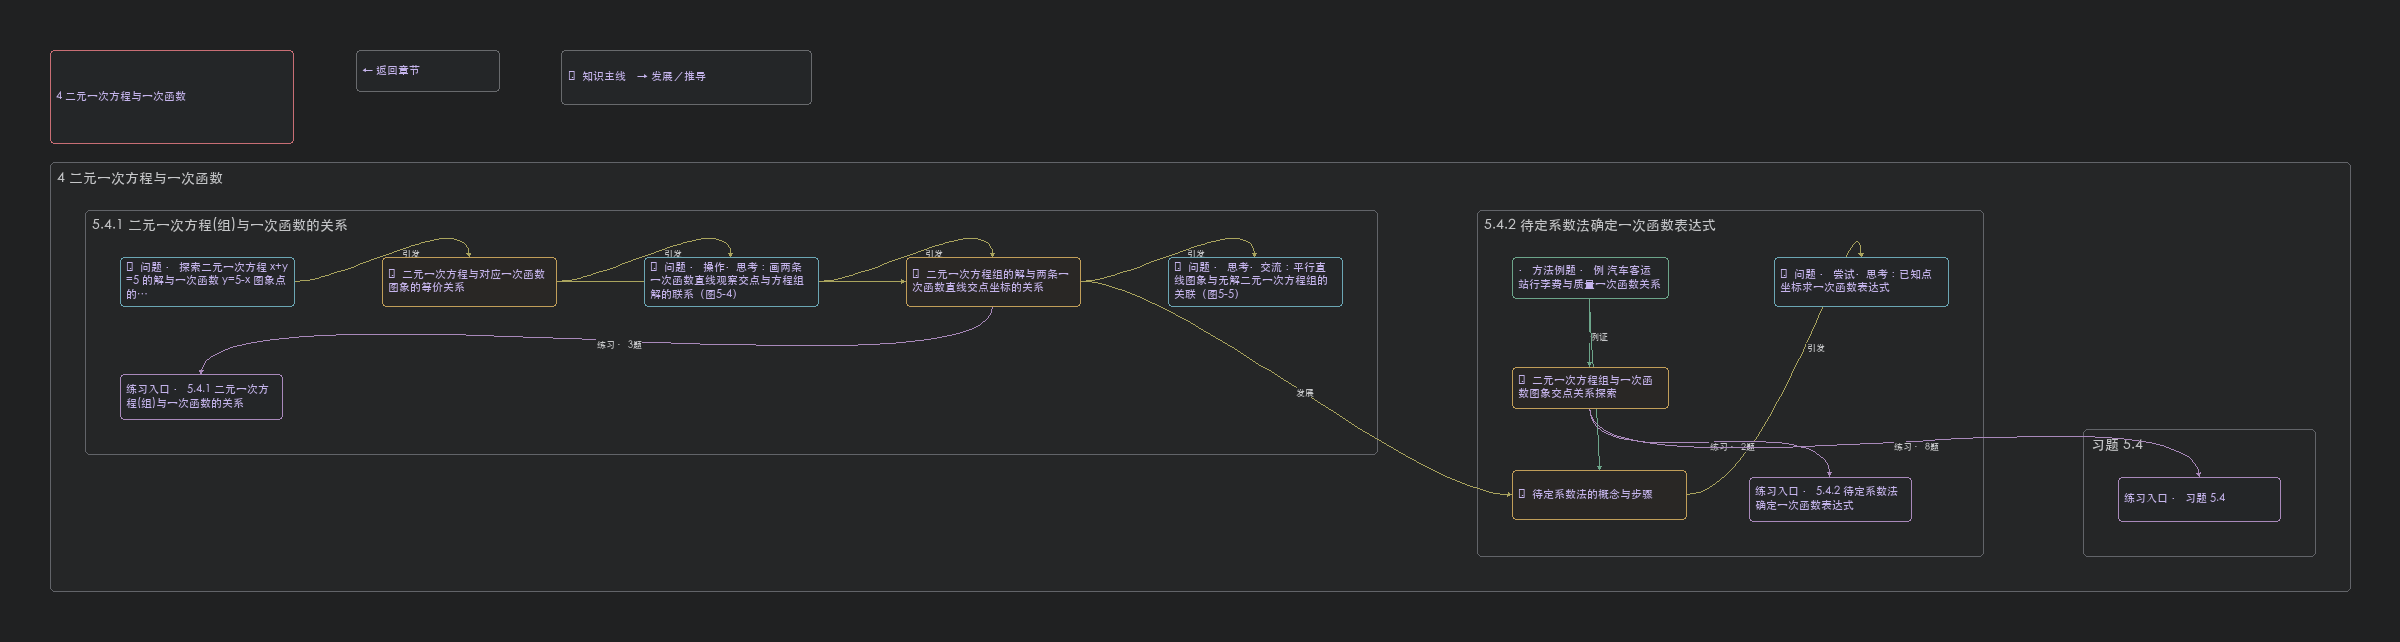 4 二元一次方程与一次函数
← 返回章节
知识主线 → 发展／推导
4 二元一次方程与一次函数
5.4.1 二元一次方程(组)与一次函数的关系
引发
引发
引发
引发
问题 · 探索二元一次方程 x+y
=5 的解与一次函数 y=5-x 图象点
的…
二元一次方程与对应一次函数
图象的等价关系
问题 · 操作·思考：画两条
一次函数直线观察交点与方程组
解的联系（图5-4）
二元一次方程组的解与两条一
次函数直线交点坐标的关系
问题 · 思考·交流：平行直
线图象与无解二元一次方程组的
关联（图5-5）
练习 · 3题
练习入口 · 5.4.1 二元一次方
程(组)与一次函数的关系
发展
5.4.2 待定系数法确定一次函数表达式
· 方法例题 · 例 汽车客运
站行李费与质量一次函数关系
问题 · 尝试·思考：已知点
坐标求一次函数表达式
例证
引发
二元一次方程组与一次函
数图象交点关系探索
练习 · 2题
练习 · 8题
待定系数法的概念与步骤
练习入口 · 5.4.2 待定系数法
确定一次函数表达式
习题 5.4
练习入口 · 习题 5.4